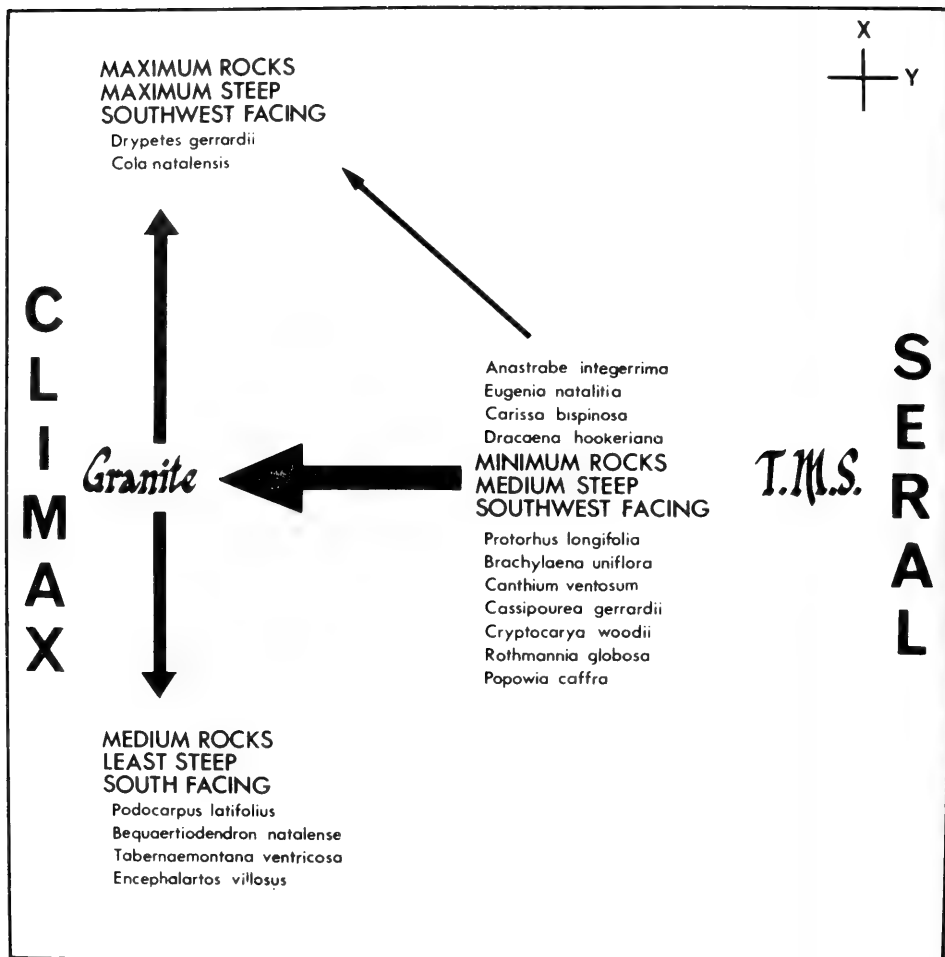 X
Y
MAXIMUM ROCKS
MAXIMUM STEEP
SOUTHWEST FACING
Drypetes gerrardii
Cola natalensis
CLIMAX
Granite
Anastrabe integerrima
Eugenia natalitia
Carissa bispinosa
Dracaena hookeriana
MINIMUM ROCKS
MEDIUM STEEP
SOUTHWEST FACING
Protorhus longifolia
Brachylaena uniflora
Canthium ventosum
Cassipourea gerrardii
Cryptocarya woodii
Rothmannia globosa
Popowia caffra
T.M.S.
SERAL
MEDIUM ROCKS
LEAST STEEP
SOUTH FACING
Podocarpus latifolius
Bequaertiodendron natalense
Tabernaemontana ventricosa
Encephalartos villosus